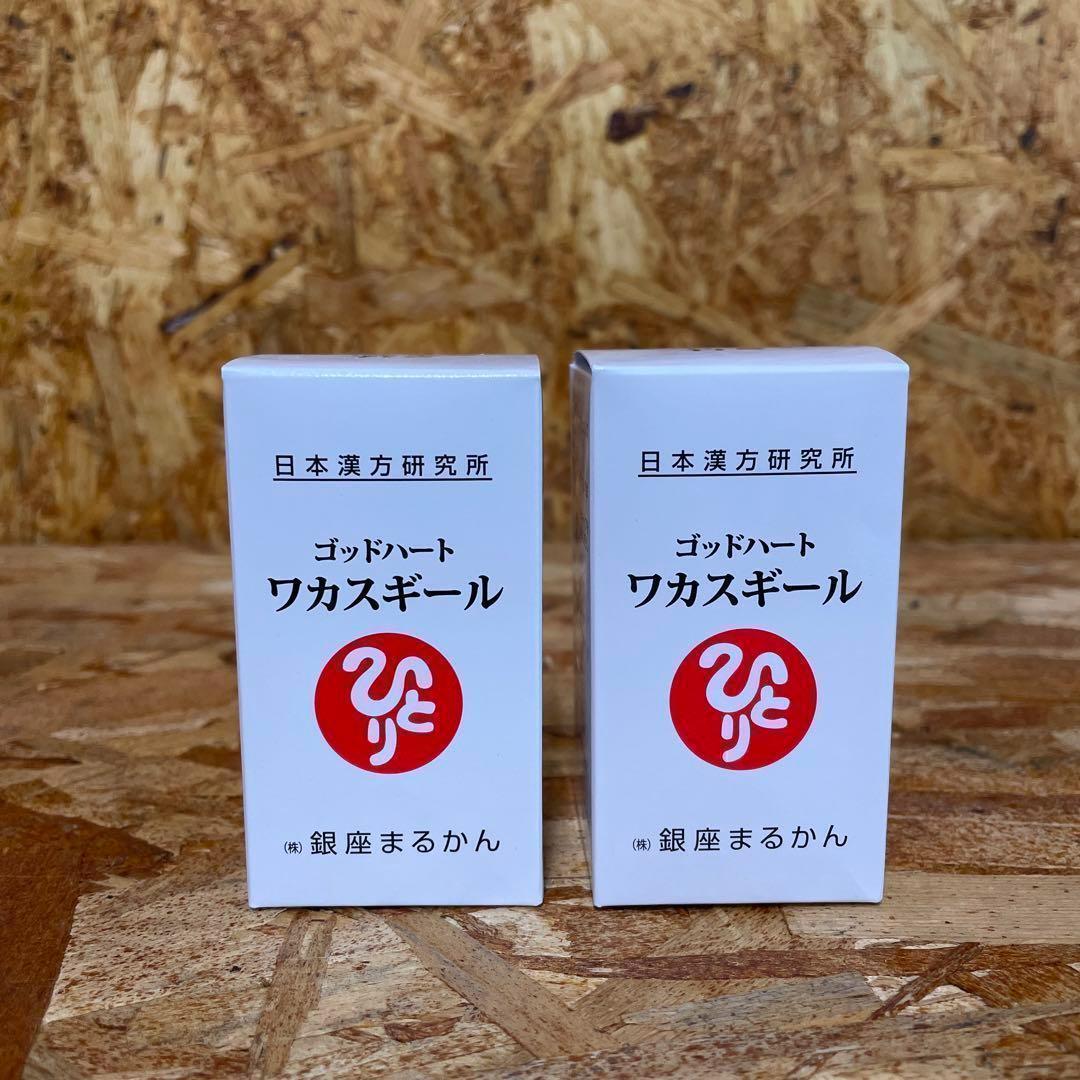 日本漢方研究所
ゴッドハート
ワカスギール
ひとり
(株) 銀座まるかん
日本漢方研究所
ゴッドハート
ワカスギール
ひとり
(株) 銀座まるかん